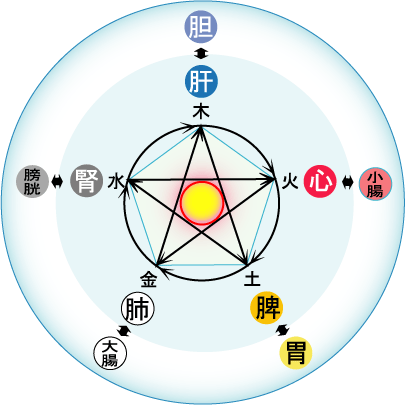 胆
肝
木
膀
胱
腎
水
火
心
小
腸
金
土
肺
脾
大
腸
胃